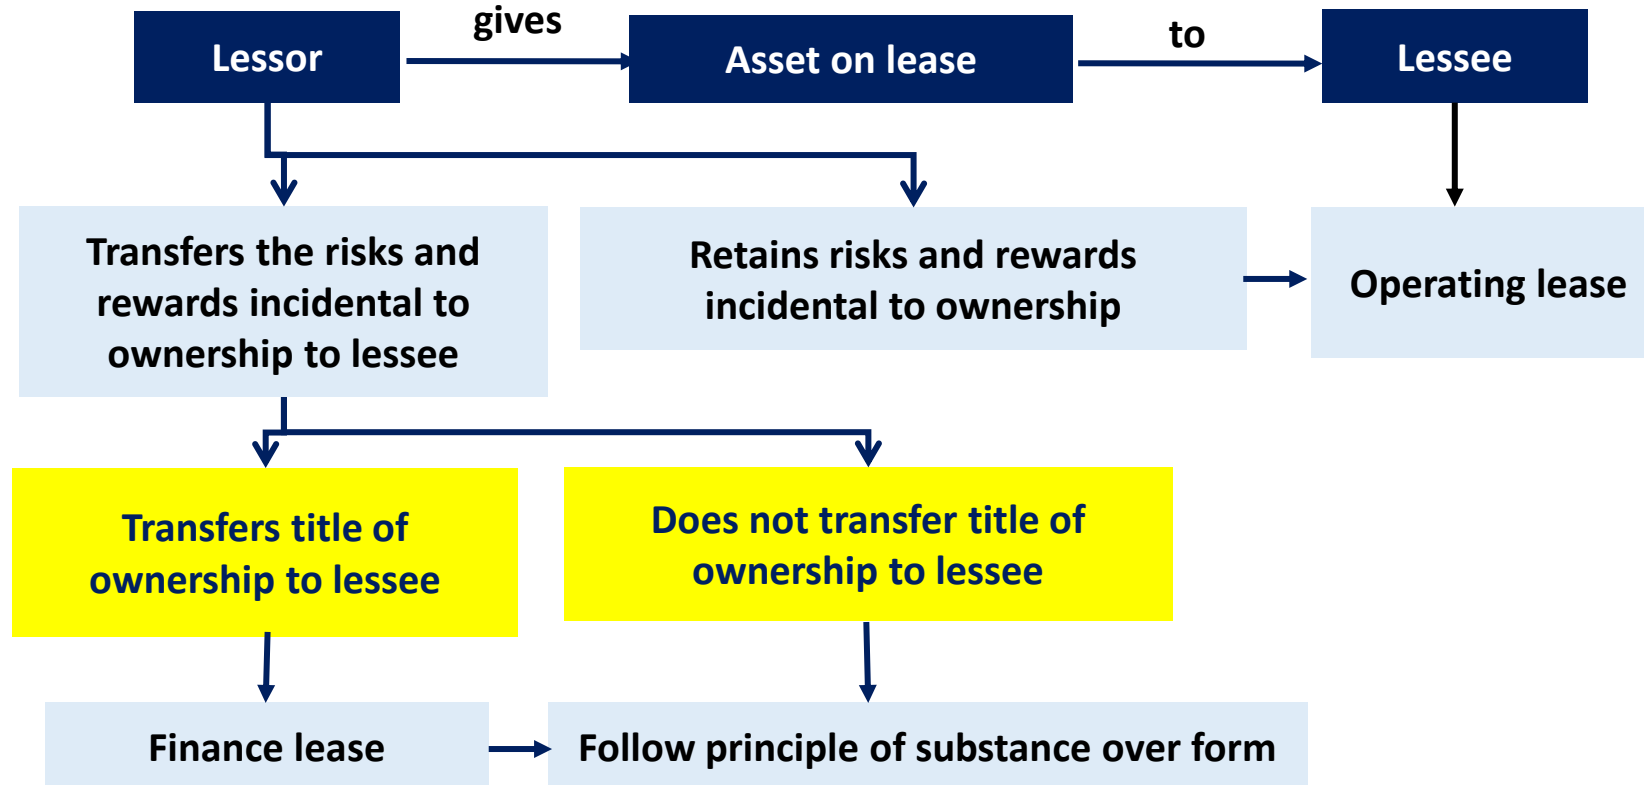 Lessor
gives
Asset on lease
to
Lessee
Transfers the risks and
rewards incidental to
ownership to lessee
Retains risks and rewards
incidental to ownership
Operating lease
Transfers title of
ownership to lessee
Does not transfer title of
ownership to lessee
Finance lease
Follow principle of substance over form